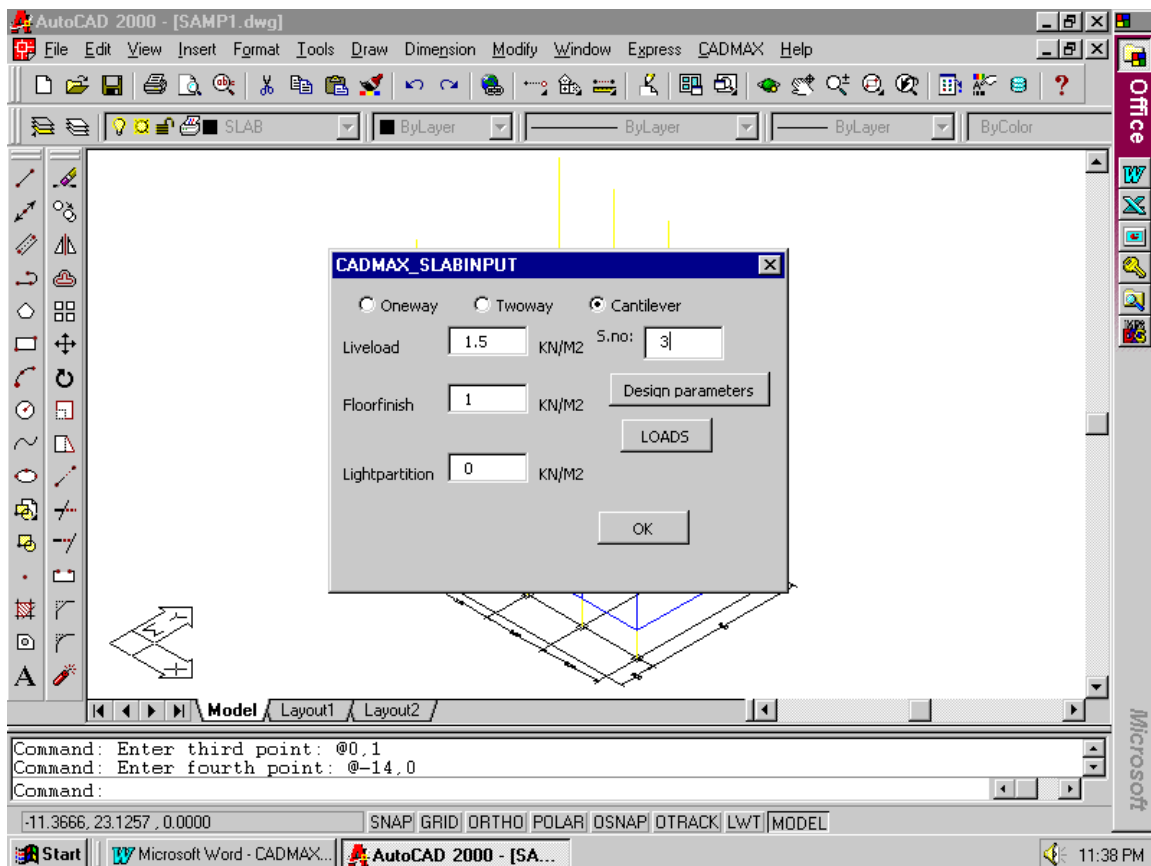 AutoCAD 2000 - [SAMP1.dwg]
File Edit View Insert Format Tools Draw Dimension Modify Window Express CADMAX Help
SLAB ByLayer ByLayer ByLayer ByColor
Office
CADMAX_SLABINPUT
Oneway Twoway Cantilever
Liveload 1.5 KN/M2 S.no: 3
Floorfinish 1 KN/M2 Design parameters
LOADS
Lightpartition 0 KN/M2
OK
Model Layout1 Layout2
Microsoft
Command: Enter third point: @0,1
Command: Enter fourth point: @-14,0
Command:
-11.3666, 23.1257 , 0.0000 SNAP GRID ORTHO POLAR OSNAP OTRACK LWT MODEL
Start Microsoft Word - CADMAX... AutoCAD 2000 - [SA... 11:38 PM